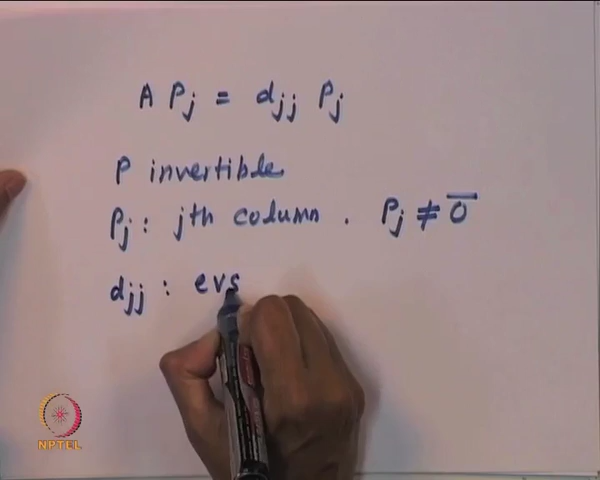 A Pj = djj Pj
P invertible
Pj : jth column . Pj ≠ 0̅
djj : evs
NPTEL